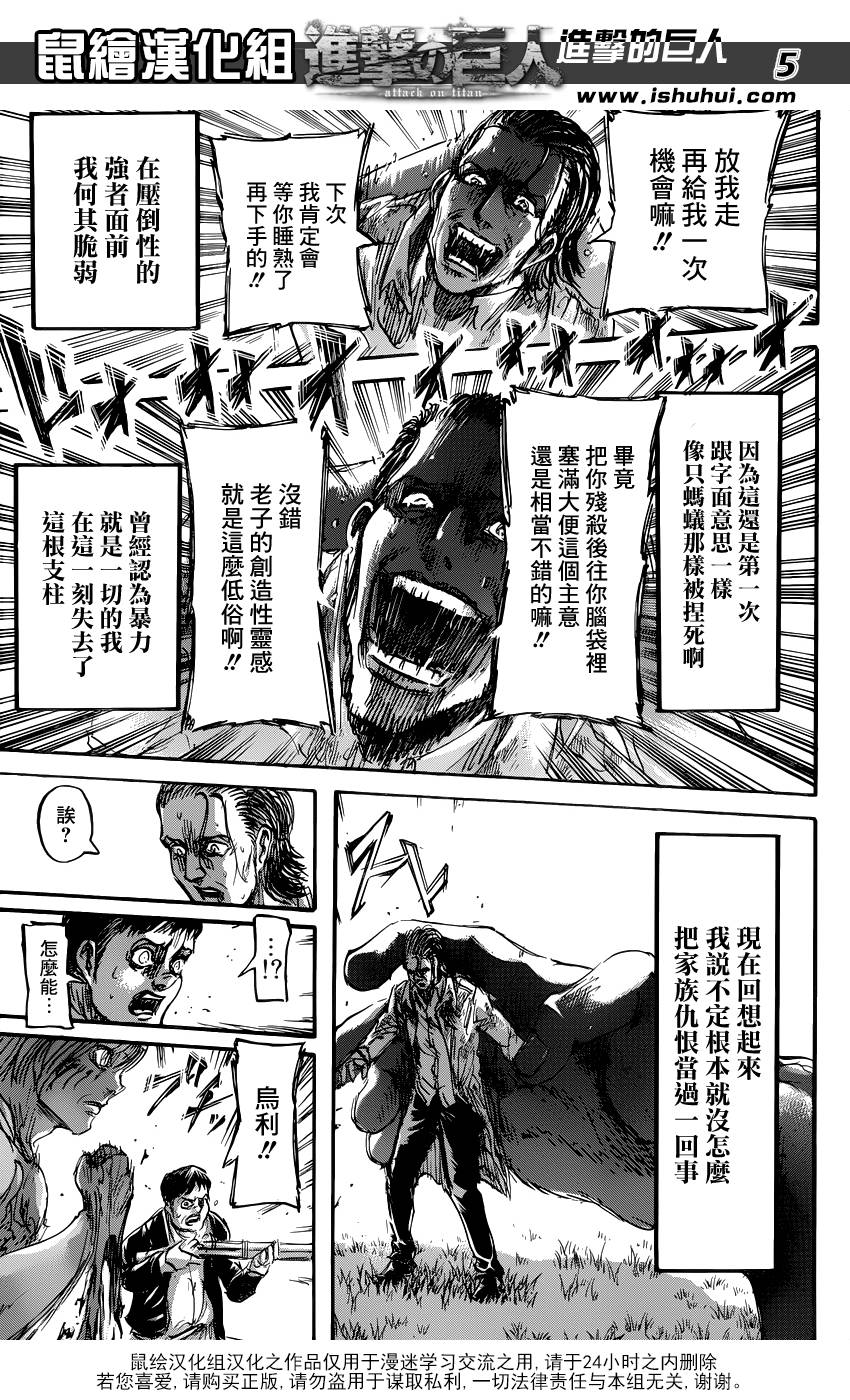 鼠繪漢化組
進撃の巨人
attack on titan
進擊的巨人
5
www.ishuhui.com
放我走
再給我一次
機會嘛!!
下次
我肯定會
等你睡熟了
再下手的!!
在壓倒性的
強者面前
我何其脆弱
因為這還是第一次
跟字面意思一樣
像只螞蟻那樣被捏死啊
畢竟
把你殘殺後往你腦袋裡
塞滿大便這個主意
還是相當不錯的嘛!!
沒錯
老子的創造性靈感
就是這麼低俗啊!!
曾經認為暴力
就是一切的我
在這一刻失去了
這根支柱
現在回想起來
我說不定根本就沒怎麼
把家族仇恨當過一回事
誒?
…!?
怎麼能…
烏利!!
鼠绘汉化组汉化之作品仅用于漫迷学习交流之用, 请于24小时之内删除
若您喜爱, 请购买正版, 请勿盗用于谋取私利, 一切法律责任与本组无关, 谢谢。